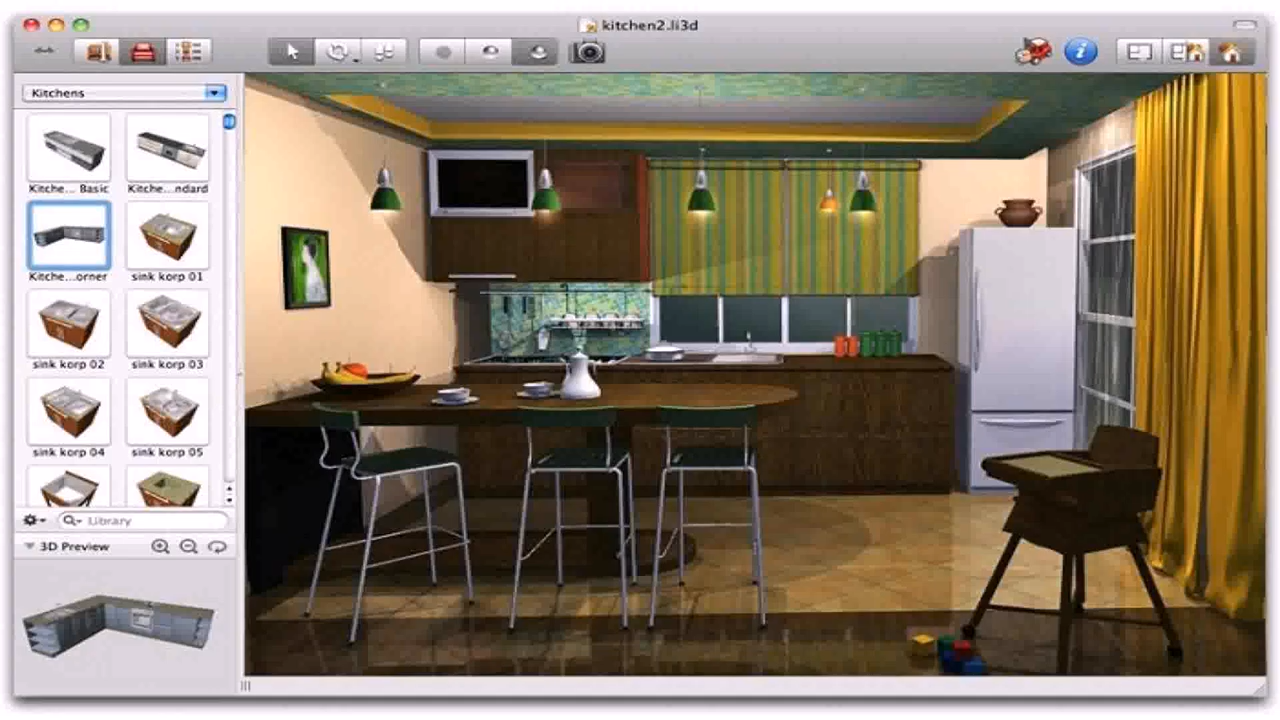 kitchen2.li3d
Kitchens
Kitche... Basic
Kitche...ndard
Kitche...orner
sink korp 01
sink korp 02
sink korp 03
sink korp 04
sink korp 05
Library
3D Preview